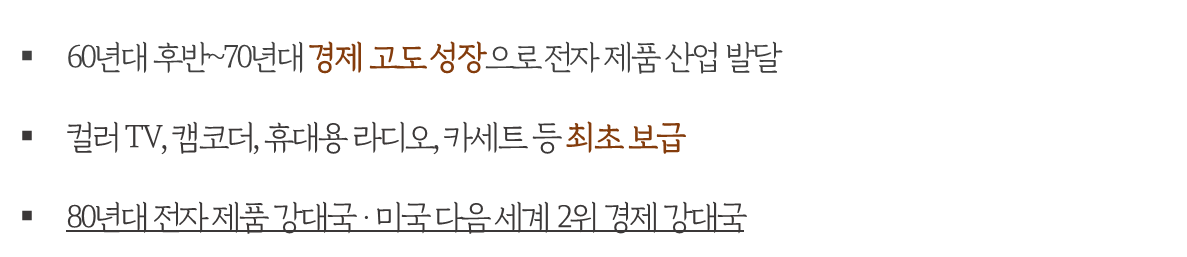 ▪ 60년대 후반~70년대 경제 고도 성장으로 전자 제품 산업 발달
▪ 컬러 TV, 캠코더, 휴대용 라디오, 카세트 등 최초 보급
▪ 80년대 전자 제품 강대국 · 미국 다음 세계 2위 경제 강대국